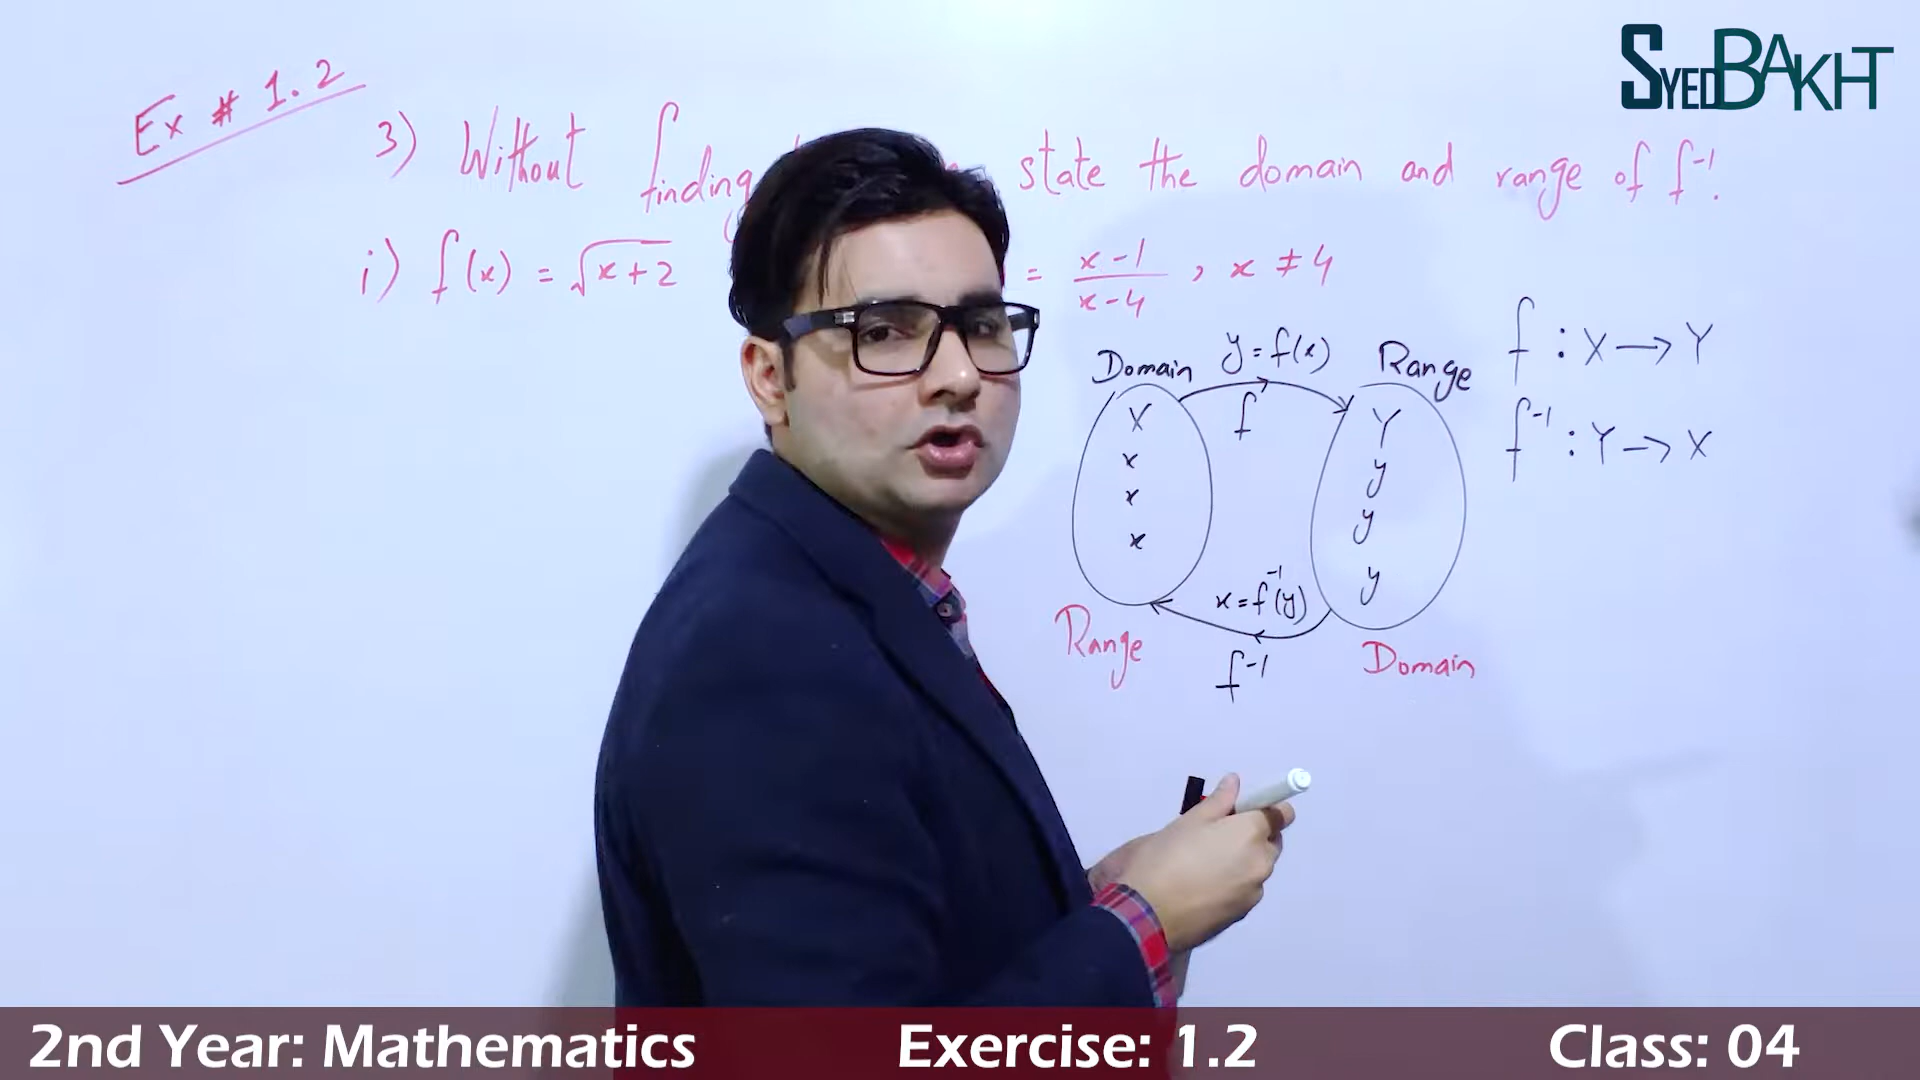 SYEDBAKHT
Ex # 1.2
3) Without finding state the domain and range of f⁻¹.
i) f(x) = √(x+2) = (x-1)/(x-4) , x ≠ 4
Domain y = f(x) Range
f
X
x
x
x
Y
y
y
y
x = f⁻¹(y)
f⁻¹
Range Domain
f : X → Y
f⁻¹ : Y → X
2nd Year: Mathematics Exercise: 1.2 Class: 04